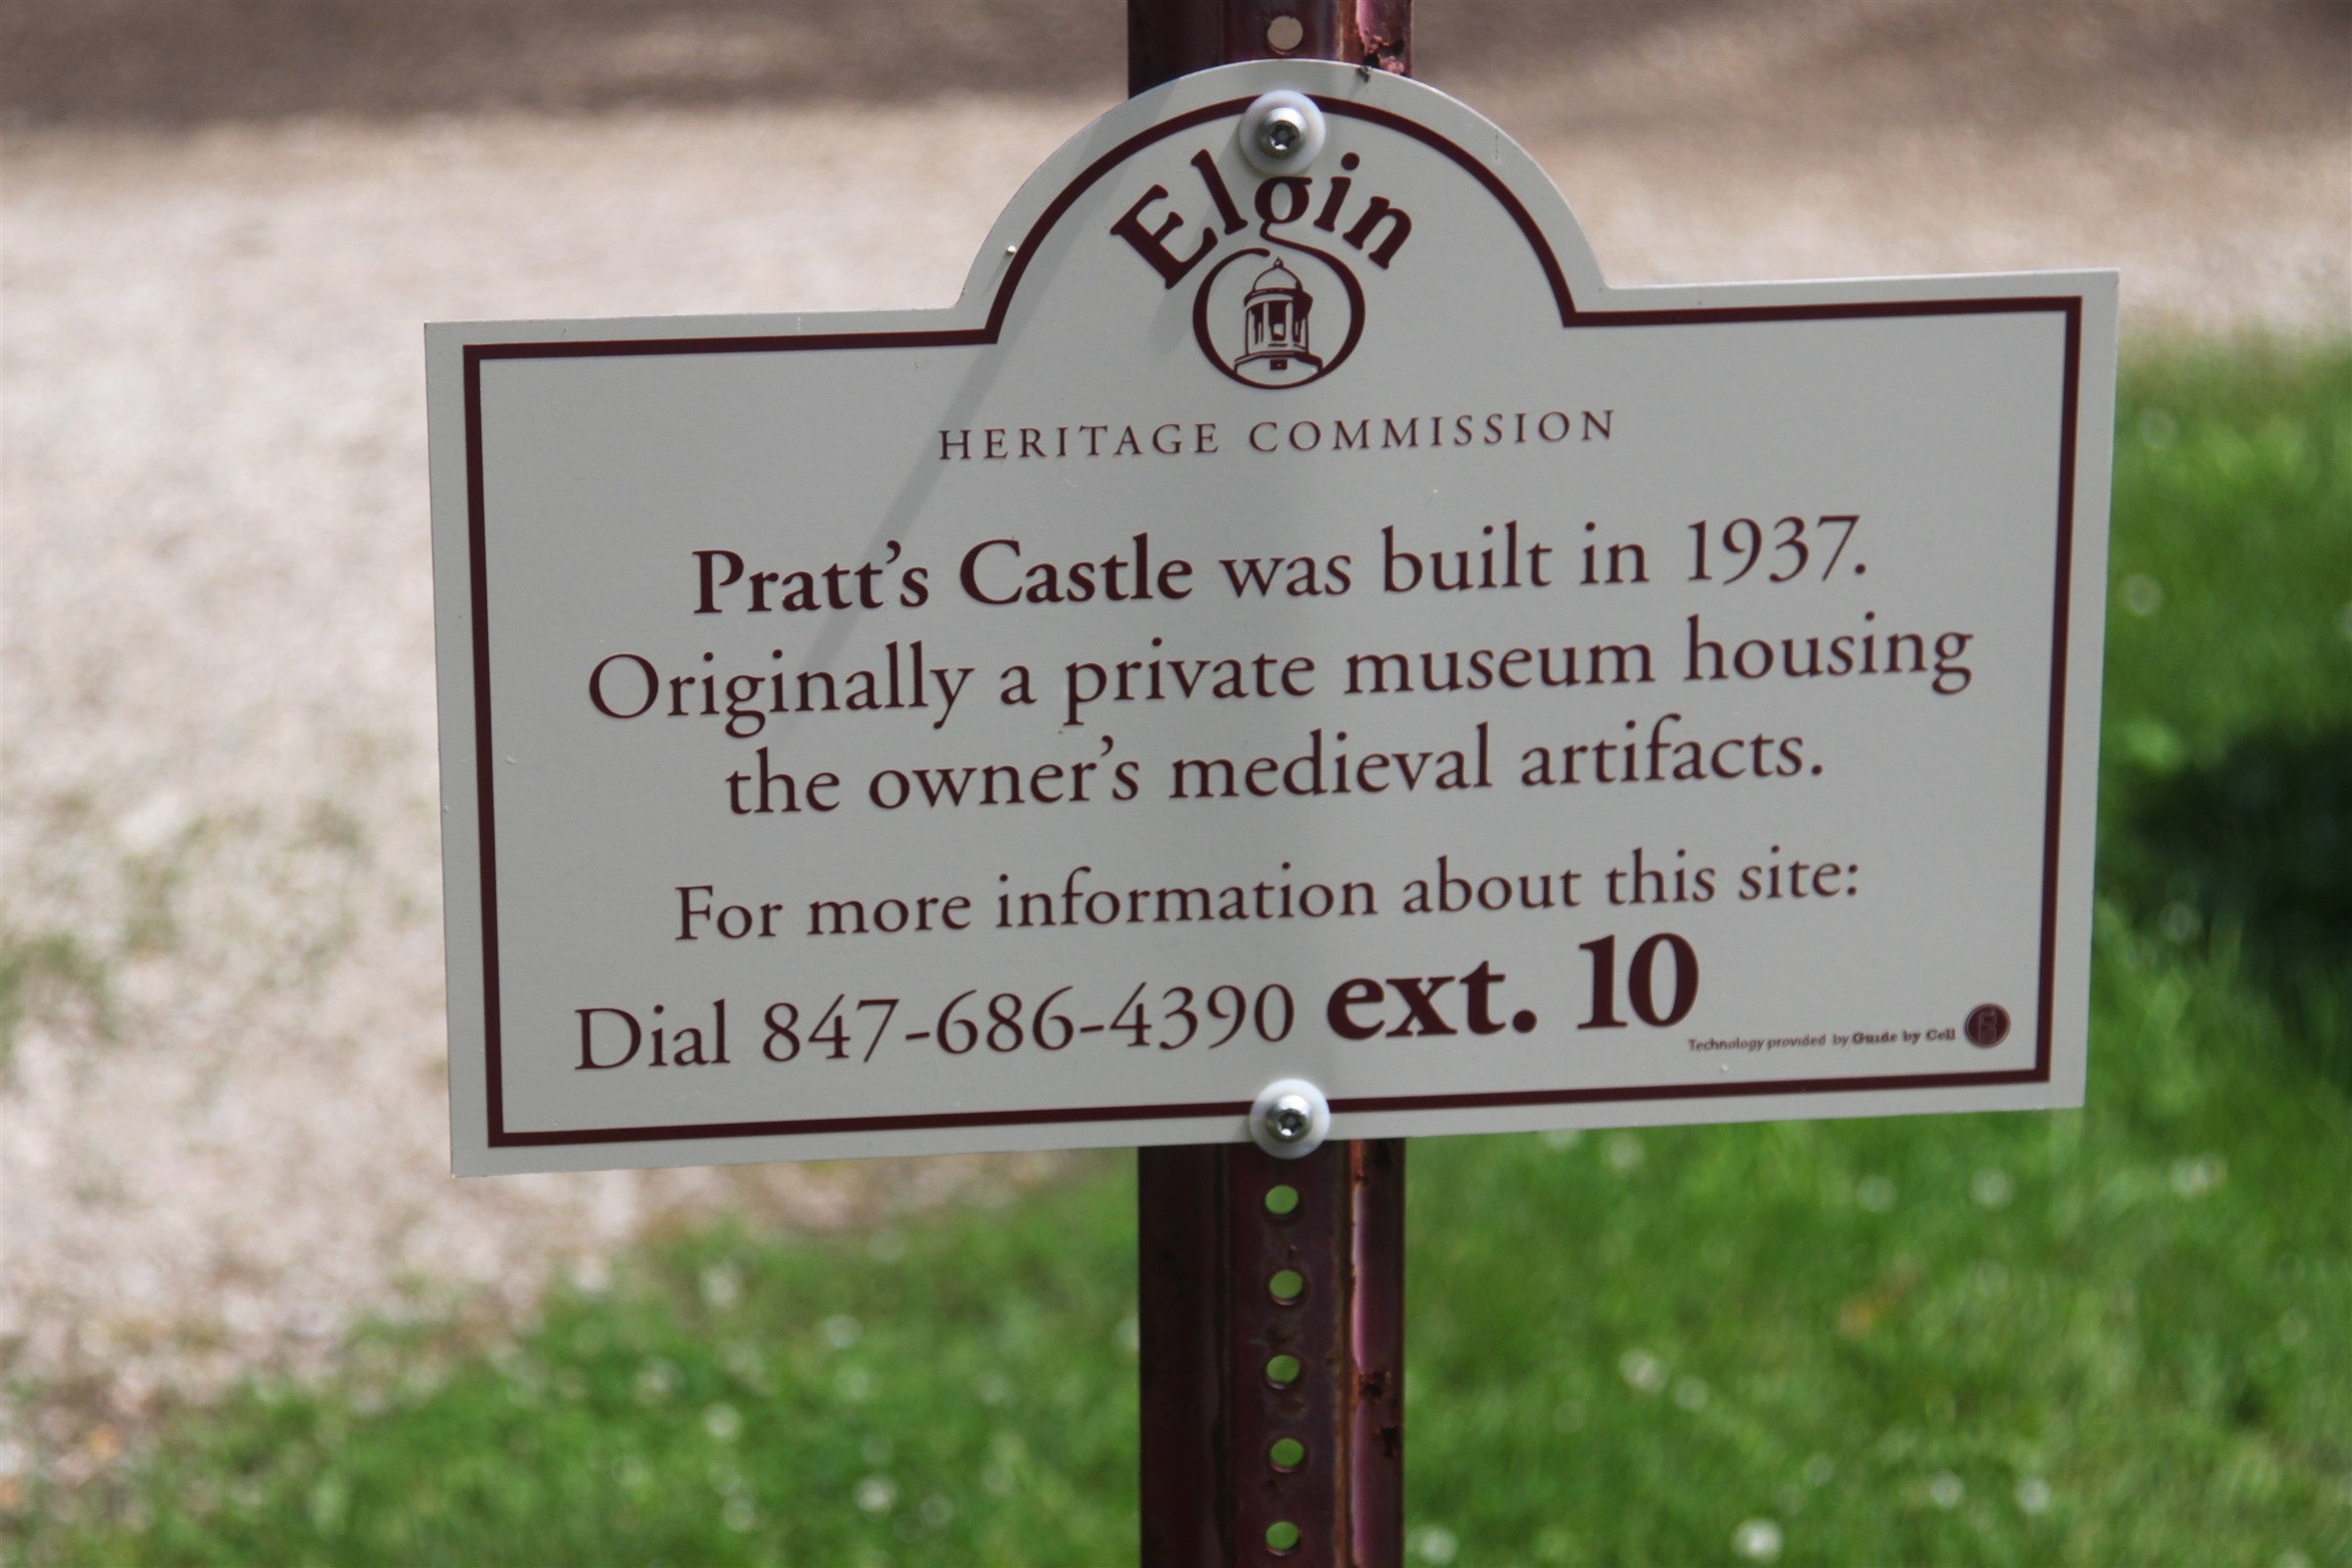 Elgin
HERITAGE COMMISSION
Pratt’s Castle was built in 1937.
Originally a private museum housing
the owner’s medieval artifacts.
For more information about this site:
Dial 847-686-4390 ext. 10
Technology provided by Guide by Cell